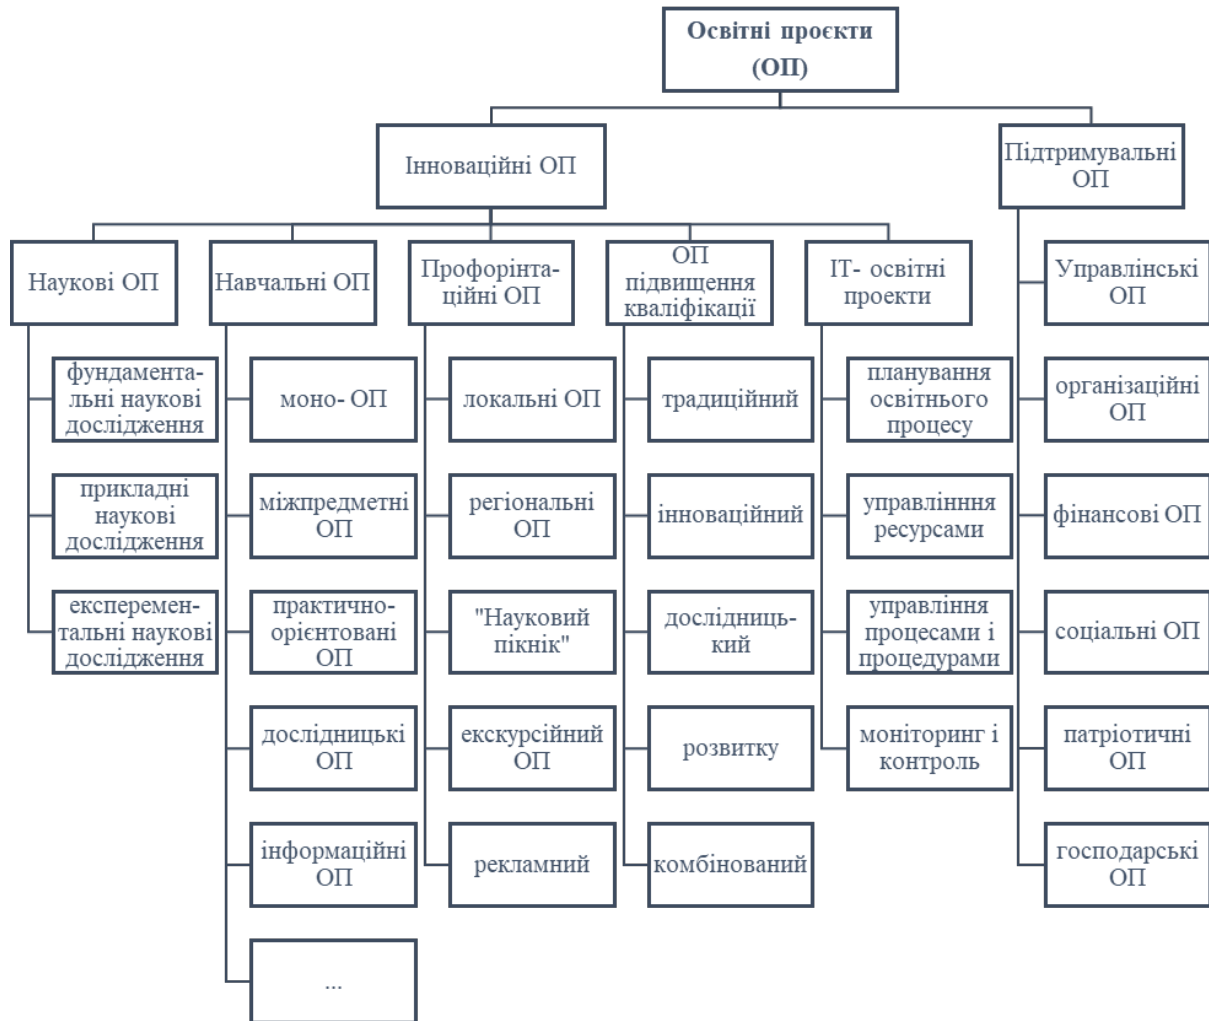 Освітні проєкти
(ОП)
Інноваційні ОП
Підтримувальні
ОП
Наукові ОП
Навчальні ОП
Профорінта-
ційні ОП
ОП
підвищення
кваліфікації
ІТ- освітні
проекти
Управлінські
ОП
фундамента-
льні наукові
дослідження
моно- ОП
локальні ОП
традиційний
планування
освітнього
процесу
організаційні
ОП
прикладні
наукові
дослідження
міжпредметні
ОП
регіональні
ОП
інноваційний
управлінння
ресурсами
фінансові ОП
експеремен-
тальні наукові
дослідження
практично-
орієнтовані
ОП
"Науковий
пікнік"
дослідниць-
кий
управління
процесами і
процедурами
соціальні ОП
дослідницькі
ОП
екскурсійний
ОП
розвитку
моніторинг і
контроль
патріотичні
ОП
інформаційні
ОП
рекламний
комбінований
господарські
ОП
...